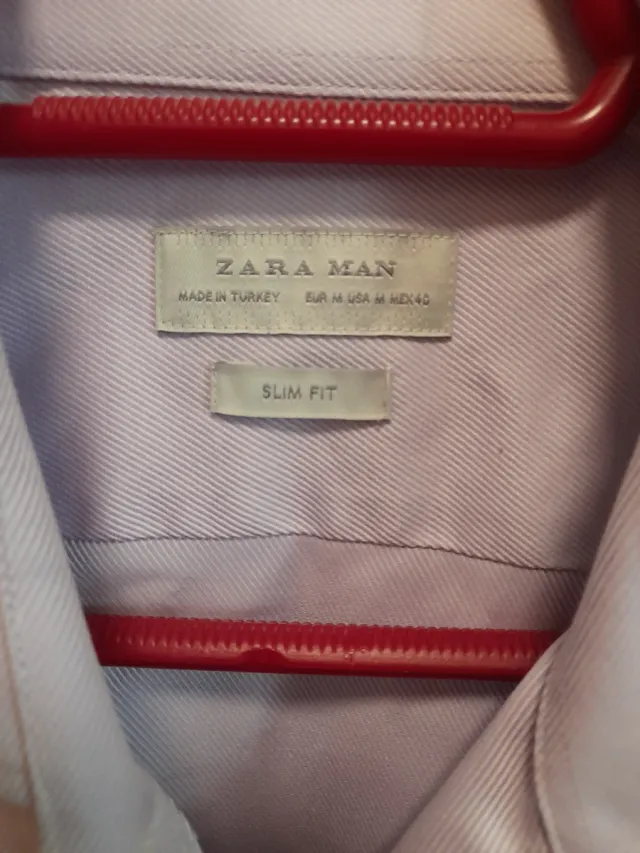 ZARA MAN
MADE IN TURKEY EUR M USA M MEX 40
SLIM FIT